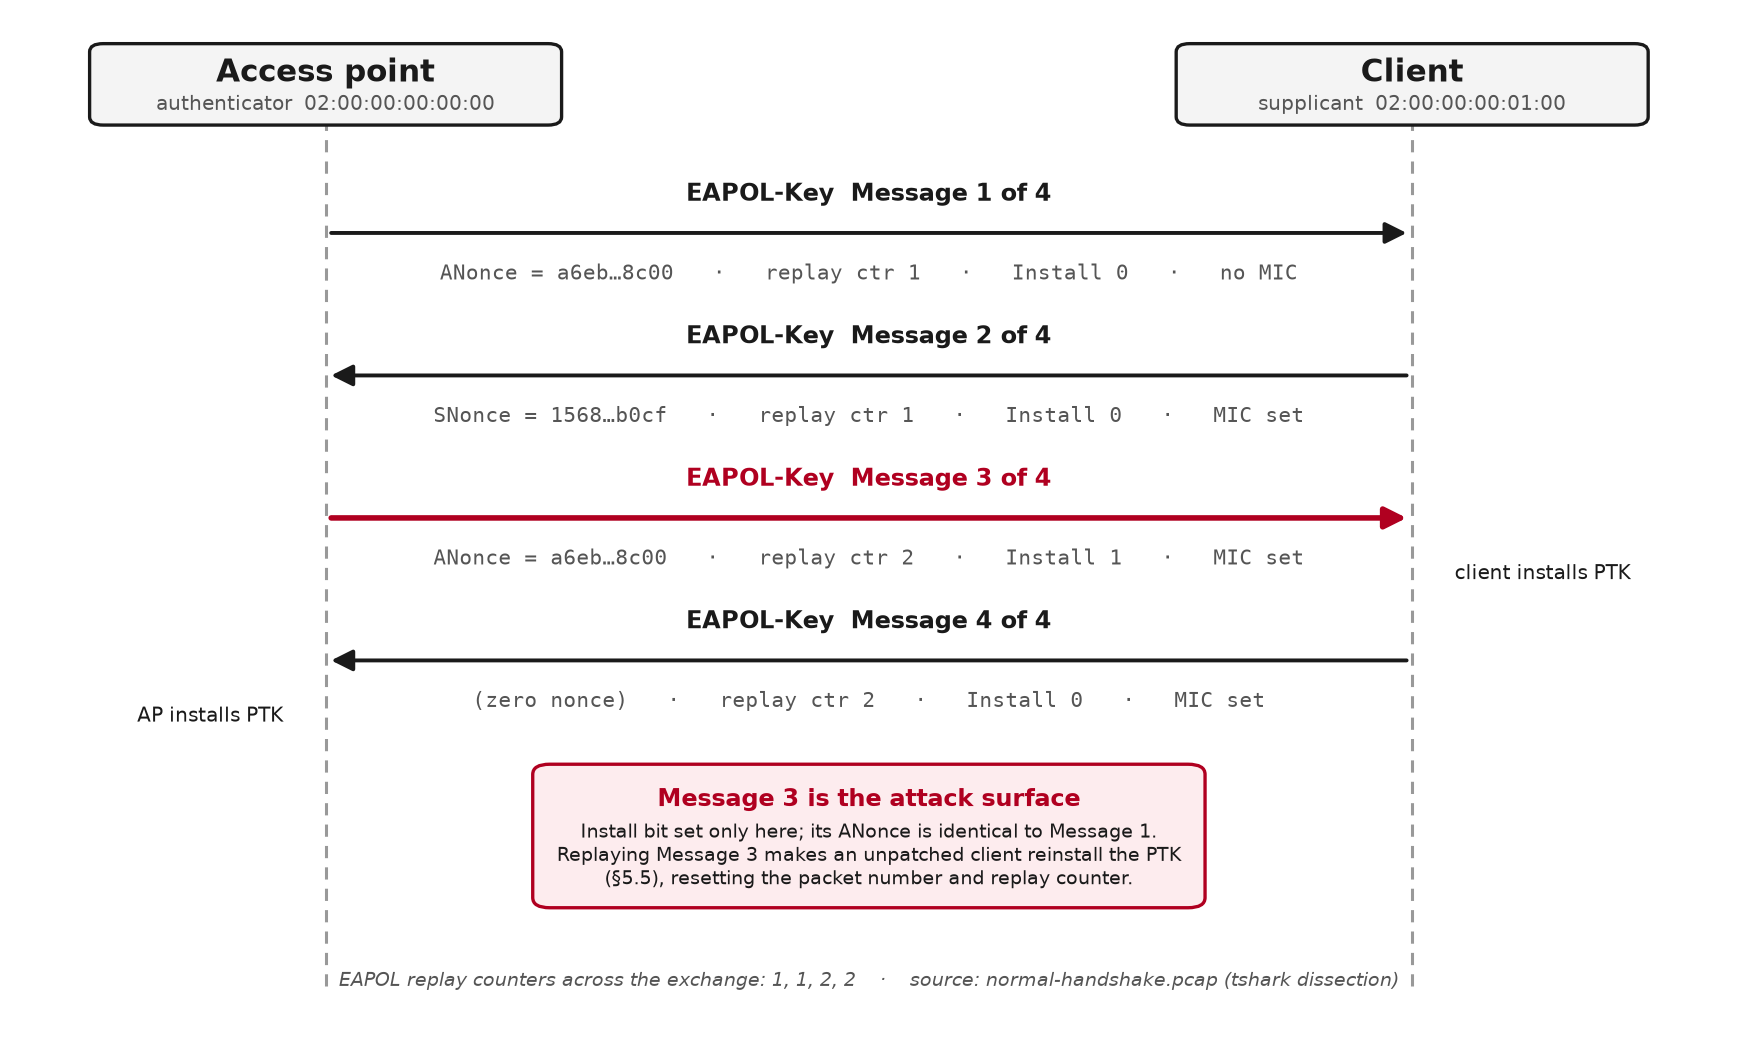 Access point
authenticator 02:00:00:00:00:00
Client
supplicant 02:00:00:00:01:00
EAPOL-Key Message 1 of 4
ANonce = a6eb…8c00 · replay ctr 1 · Install 0 · no MIC
EAPOL-Key Message 2 of 4
SNonce = 1568…b0cf · replay ctr 1 · Install 0 · MIC set
EAPOL-Key Message 3 of 4
ANonce = a6eb…8c00 · replay ctr 2 · Install 1 · MIC set
client installs PTK
EAPOL-Key Message 4 of 4
(zero nonce) · replay ctr 2 · Install 0 · MIC set
AP installs PTK
Message 3 is the attack surface
Install bit set only here; its ANonce is identical to Message 1.
Replaying Message 3 makes an unpatched client reinstall the PTK
(§5.5), resetting the packet number and replay counter.
EAPOL replay counters across the exchange: 1, 1, 2, 2 · source: normal-handshake.pcap (tshark dissection)